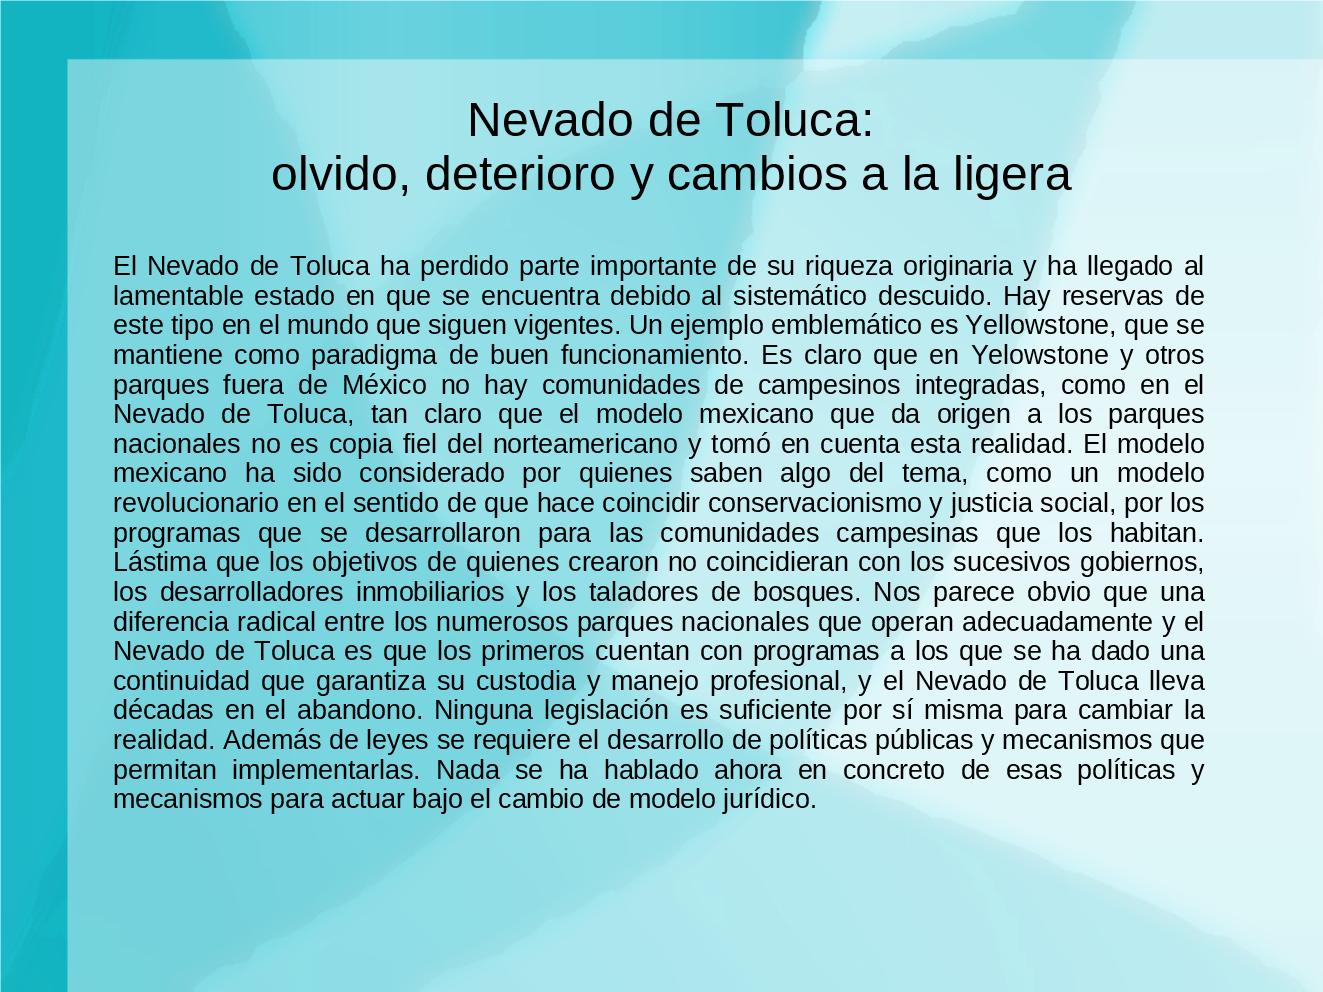 Nevado de Toluca:
olvido, deterioro y cambios a la ligera
El Nevado de Toluca ha perdido parte importante de su riqueza originaria y ha llegado al
lamentable estado en que se encuentra debido al sistemático descuido. Hay reservas de
este tipo en el mundo que siguen vigentes. Un ejemplo emblemático es Yellowstone, que se
mantiene como paradigma de buen funcionamiento. Es claro que en Yelowstone y otros
parques fuera de México no hay comunidades de campesinos integradas, como en el
Nevado de Toluca, tan claro que el modelo mexicano que da origen a los parques
nacionales no es copia fiel del norteamericano y tomó en cuenta esta realidad. El modelo
mexicano ha sido considerado por quienes saben algo del tema, como un modelo
revolucionario en el sentido de que hace coincidir conservacionismo y justicia social, por los
programas que se desarrollaron para las comunidades campesinas que los habitan.
Lástima que los objetivos de quienes crearon no coincidieran con los sucesivos gobiernos,
los desarrolladores inmobiliarios y los taladores de bosques. Nos parece obvio que una
diferencia radical entre los numerosos parques nacionales que operan adecuadamente y el
Nevado de Toluca es que los primeros cuentan con programas a los que se ha dado una
continuidad que garantiza su custodia y manejo profesional, y el Nevado de Toluca lleva
décadas en el abandono. Ninguna legislación es suficiente por sí misma para cambiar la
realidad. Además de leyes se requiere el desarrollo de políticas públicas y mecanismos que
permitan implementarlas. Nada se ha hablado ahora en concreto de esas políticas y
mecanismos para actuar bajo el cambio de modelo jurídico.